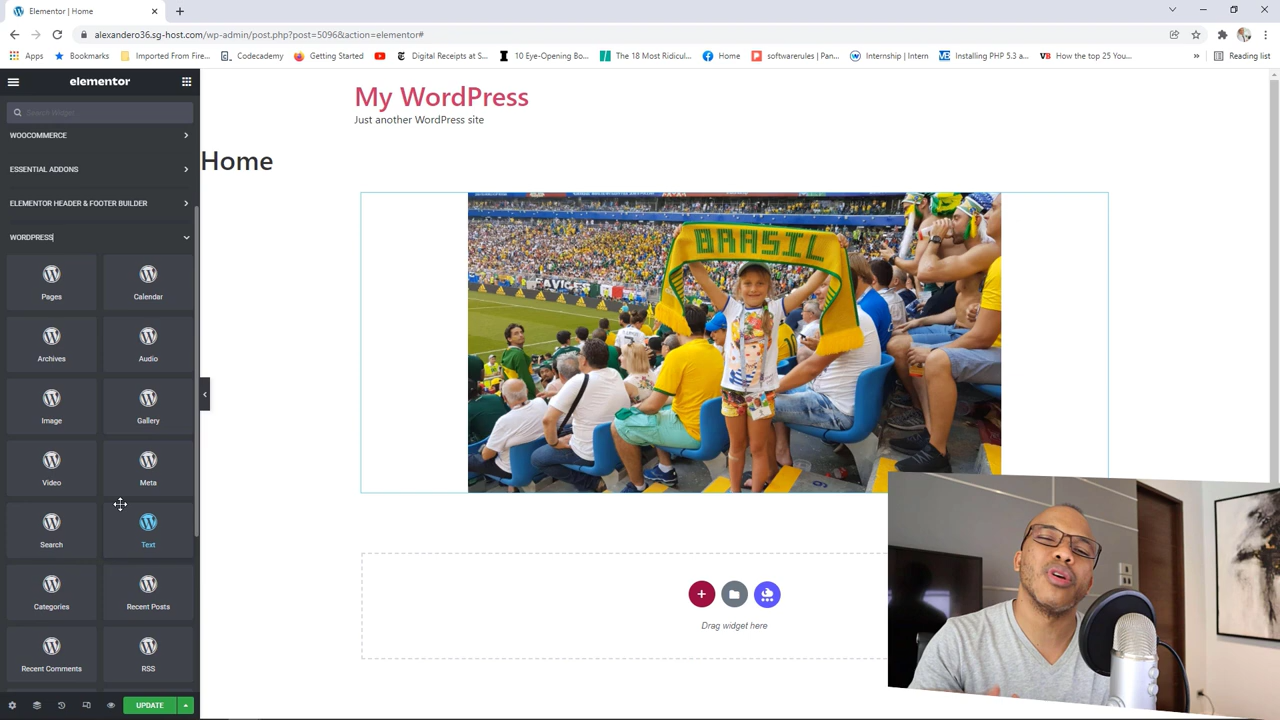 Elementor | Home
alexandero36.sg-host.com/wp-admin/post.php?post=5096&action=elementor#
Apps
Bookmarks
Imported From Fire...
Codecademy
Getting Started
Digital Receipts at S...
10 Eye-Opening Bo...
The 18 Most Ridicul...
Home
softwarerules | Pan...
Internship | Intern
Installing PHP 5.3 a...
How the top 25 You...
»
Reading list
elementor
Search Widget...
WOOCOMMERCE
ESSENTIAL ADDONS
ELEMENTOR HEADER & FOOTER BUILDER
WORDPRESS
Pages
Calendar
Archives
Audio
Image
Gallery
Video
Meta
Search
Text
Categories
Recent Posts
Recent Comments
RSS
UPDATE
My WordPress
Just another WordPress site
Home
BRASIL
Drag widget here